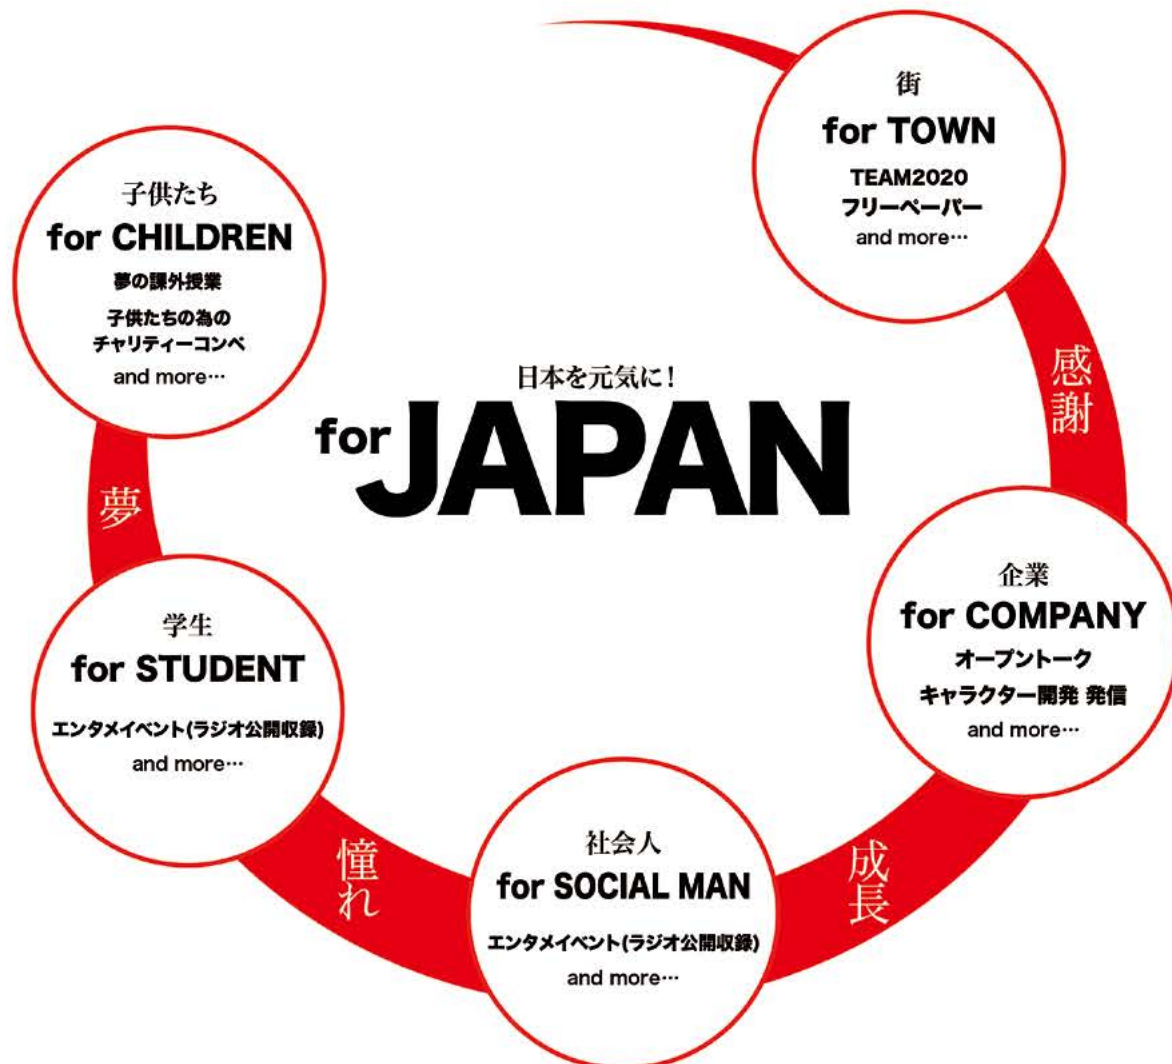 日本を元気に！
for JAPAN
子供たち
for CHILDREN
夢の課外授業
子供たちの為の
チャリティーコンペ
and more…
夢
学生
for STUDENT
エンタメイベント(ラジオ公開収録)
and more…
憧れ
社会人
for SOCIAL MAN
エンタメイベント(ラジオ公開収録)
and more…
成長
企業
for COMPANY
オープントーク
キャラクター開発 発信
and more…
感謝
街
for TOWN
TEAM2020
フリーペーパー
and more…